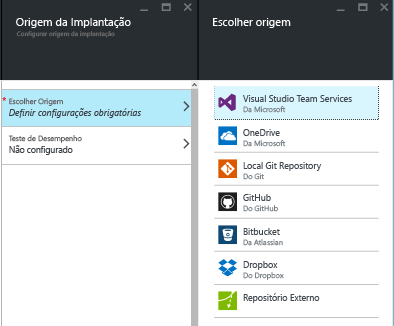 Origem da Implantação
Configurar origem da implantação
* Escolher Origem
Definir configurações obrigatórias
Teste de Desempenho
Não configurado
Escolher origem
Visual Studio Team Services
Da Microsoft
OneDrive
Da Microsoft
Local Git Repository
Do Git
GitHub
Do GitHub
Bitbucket
Da Atlassian
Dropbox
Do Dropbox
Repositório Externo